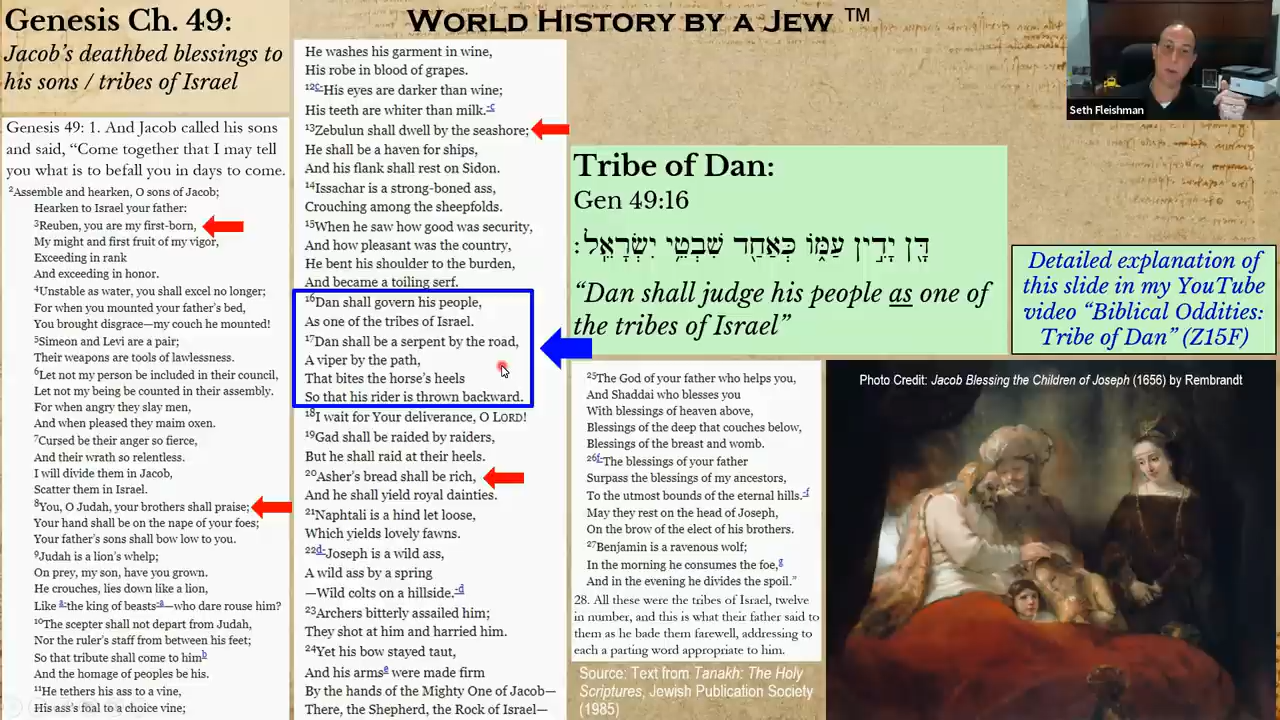 Genesis Ch. 49:
Jacob's deathbed blessings to
his sons / tribes of Israel
WORLD HISTORY BY A JEW ™
Seth Fleishman
Genesis 49: 1. And Jacob called his sons
and said, “Come together that I may tell
you what is to befall you in days to come.
2Assemble and hearken, O sons of Jacob;
Hearken to Israel your father:
3Reuben, you are my first-born,
My might and first fruit of my vigor,
Exceeding in rank
And exceeding in honor.
4Unstable as water, you shall excel no longer;
For when you mounted your father's bed,
You brought disgrace—my couch he mounted!
5Simeon and Levi are a pair;
Their weapons are tools of lawlessness.
6Let not my person be included in their council,
Let not my being be counted in their assembly.
For when angry they slay men,
And when pleased they maim oxen.
7Cursed be their anger so fierce,
And their wrath so relentless.
I will divide them in Jacob,
Scatter them in Israel.
8You, O Judah, your brothers shall praise;
Your hand shall be on the nape of your foes;
Your father's sons shall bow low to you.
9Judah is a lion's whelp;
On prey, my son, have you grown.
He crouches, lies down like a lion,
Like a-the king of beasts-a—who dare rouse him?
10The scepter shall not depart from Judah,
Nor the ruler's staff from between his feet;
So that tribute shall come to himb
And the homage of peoples be his.
11He tethers his ass to a vine,
His ass's foal to a choice vine;
He washes his garment in wine,
His robe in blood of grapes.
12c-His eyes are darker than wine;
His teeth are whiter than milk.-c
13Zebulun shall dwell by the seashore;
He shall be a haven for ships,
And his flank shall rest on Sidon.
14Issachar is a strong-boned ass,
Crouching among the sheepfolds.
15When he saw how good was security,
And how pleasant was the country,
He bent his shoulder to the burden,
And became a toiling serf.
16Dan shall govern his people,
As one of the tribes of Israel.
17Dan shall be a serpent by the road,
A viper by the path,
That bites the horse's heels
So that his rider is thrown backward.
18I wait for Your deliverance, O LORD!
19Gad shall be raided by raiders,
But he shall raid at their heels.
20Asher's bread shall be rich,
And he shall yield royal dainties.
21Naphtali is a hind let loose,
Which yields lovely fawns.
22d-Joseph is a wild ass,
A wild ass by a spring
—Wild colts on a hillside.-d
23Archers bitterly assailed him;
They shot at him and harried him.
24Yet his bow stayed taut,
And his armse were made firm
By the hands of the Mighty One of Jacob—
There, the Shepherd, the Rock of Israel—
Tribe of Dan:
Gen 49:16
דָּ֖ן יָדִ֣ין עַמּ֑וֹ כְּאַחַ֖ד שִׁבְטֵ֥י יִשְׂרָאֵֽל׃
“Dan shall judge his people as one of
the tribes of Israel”
Detailed explanation of
this slide in my YouTube
video “Biblical Oddities:
Tribe of Dan” (Z15F)
25The God of your father who helps you,
And Shaddai who blesses you
With blessings of heaven above,
Blessings of the deep that couches below,
Blessings of the breast and womb.
26f-The blessings of your father
Surpass the blessings of my ancestors,
To the utmost bounds of the eternal hills.-f
May they rest on the head of Joseph,
On the brow of the elect of his brothers.
27Benjamin is a ravenous wolf;
In the morning he consumes the foe,g
And in the evening he divides the spoil.”
28. All these were the tribes of Israel, twelve
in number, and this is what their father said to
them as he bade them farewell, addressing to
each a parting word appropriate to him.
Source: Text from Tanakh: The Holy
Scriptures, Jewish Publication Society
(1985)
Photo Credit: Jacob Blessing the Children of Joseph (1656) by Rembrandt